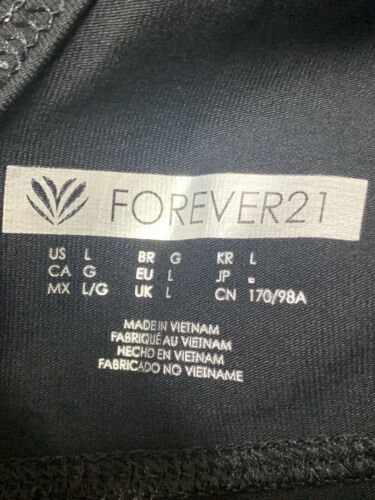 FOREVER21
US L BR G KR L
CA G EU L JP
MX L/G UK L CN 170/98A
MADE IN VIETNAM
FABRIQUÉ AU VIETNAM
HECHO EN VIETNAM
FABRICADO NO VIETNAME